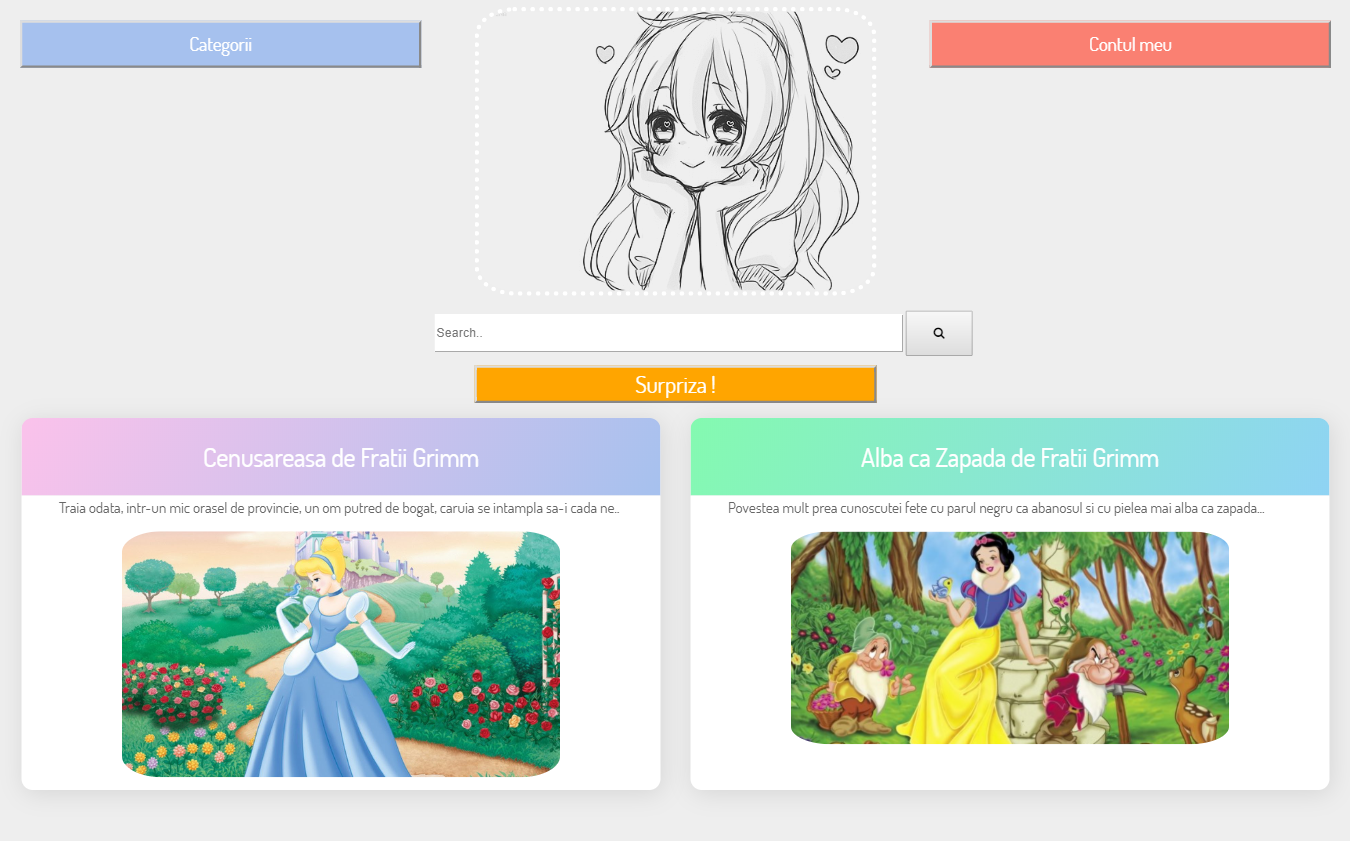 Categorii
Contul meu
Search..
Surpriza !
Cenusareasa de Fratii Grimm
Traia odata, intr-un mic orasel de provincie, un om putred de bogat, caruia se intampla sa-i cada ne..
Alba ca Zapada de Fratii Grimm
Povestea mult prea cunoscutei fete cu parul negru ca abanosul si cu pielea mai alba ca zapada...